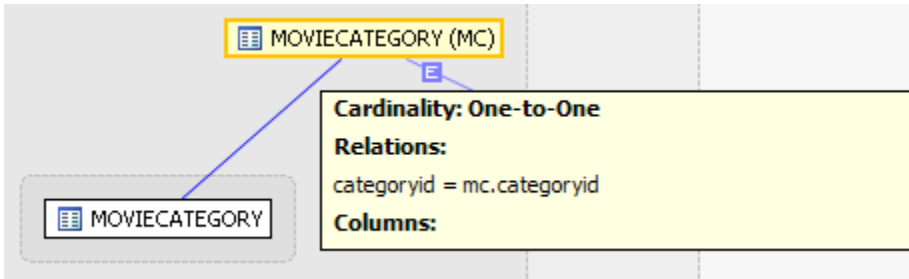 MOVIECATEGORY (MC)
E
Cardinality: One-to-One
Relations:
categoryid = mc.categoryid
Columns:
MOVIECATEGORY